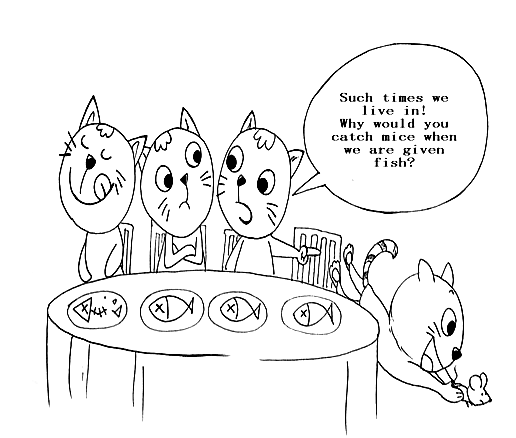 Such times we
live in!
Why would you
catch mice when
we are given
fish?